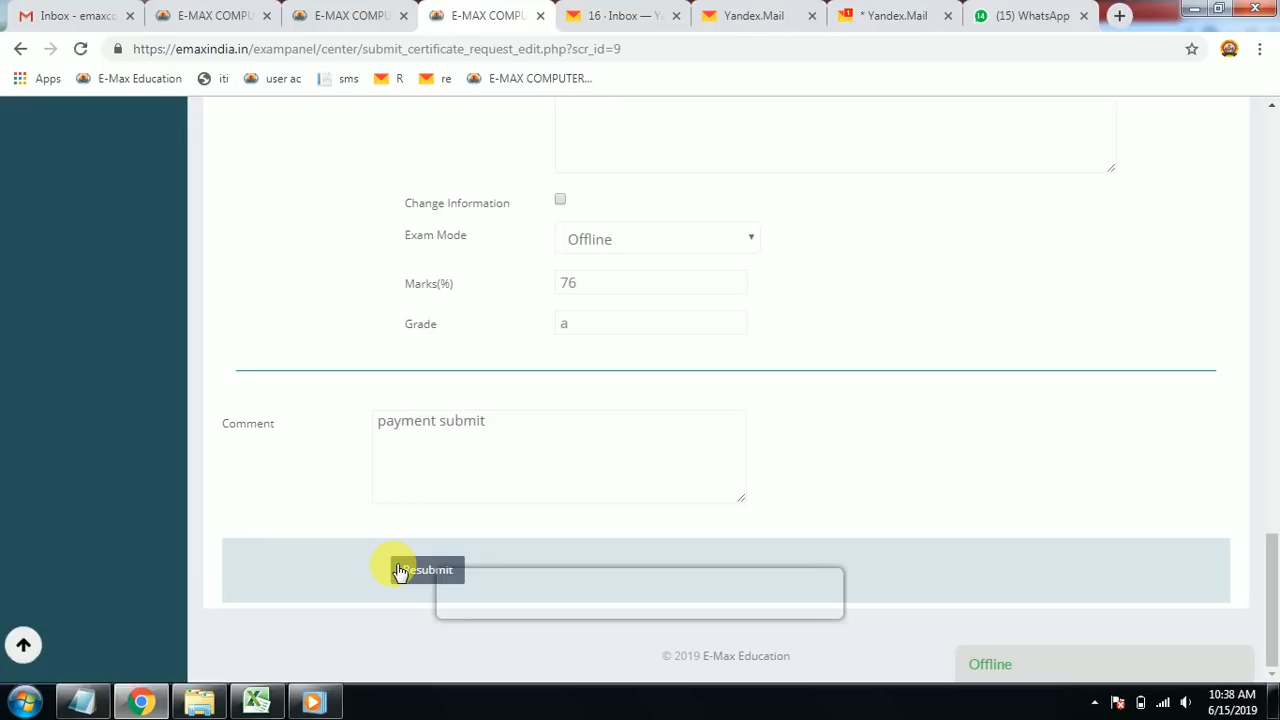 Inbox - emaxco
E-MAX COMPU
E-MAX COMPU
E-MAX COMPU
16 · Inbox — Y
Yandex.Mail
* Yandex.Mail
(15) WhatsApp
https://emaxindia.in/exampanel/center/submit_certificate_request_edit.php?scr_id=9
Apps
E-Max Education
iti
user ac
sms
R
re
E-MAX COMPUTER...
Change Information
Exam Mode
Offline
Marks(%)
76
Grade
a
Comment
payment submit
Resubmit
© 2019 E-Max Education
Offline
10:38 AM
6/15/2019